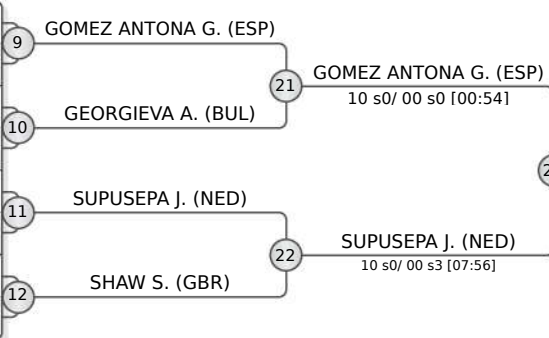 GOMEZ ANTONA G. (ESP)
9
21
GOMEZ ANTONA G. (ESP)
10 s0/ 00 s0 [00:54]
GEORGIEVA A. (BUL)
10
SUPUSEPA J. (NED)
11
22
SUPUSEPA J. (NED)
10 s0/ 00 s3 [07:56]
SHAW S. (GBR)
12